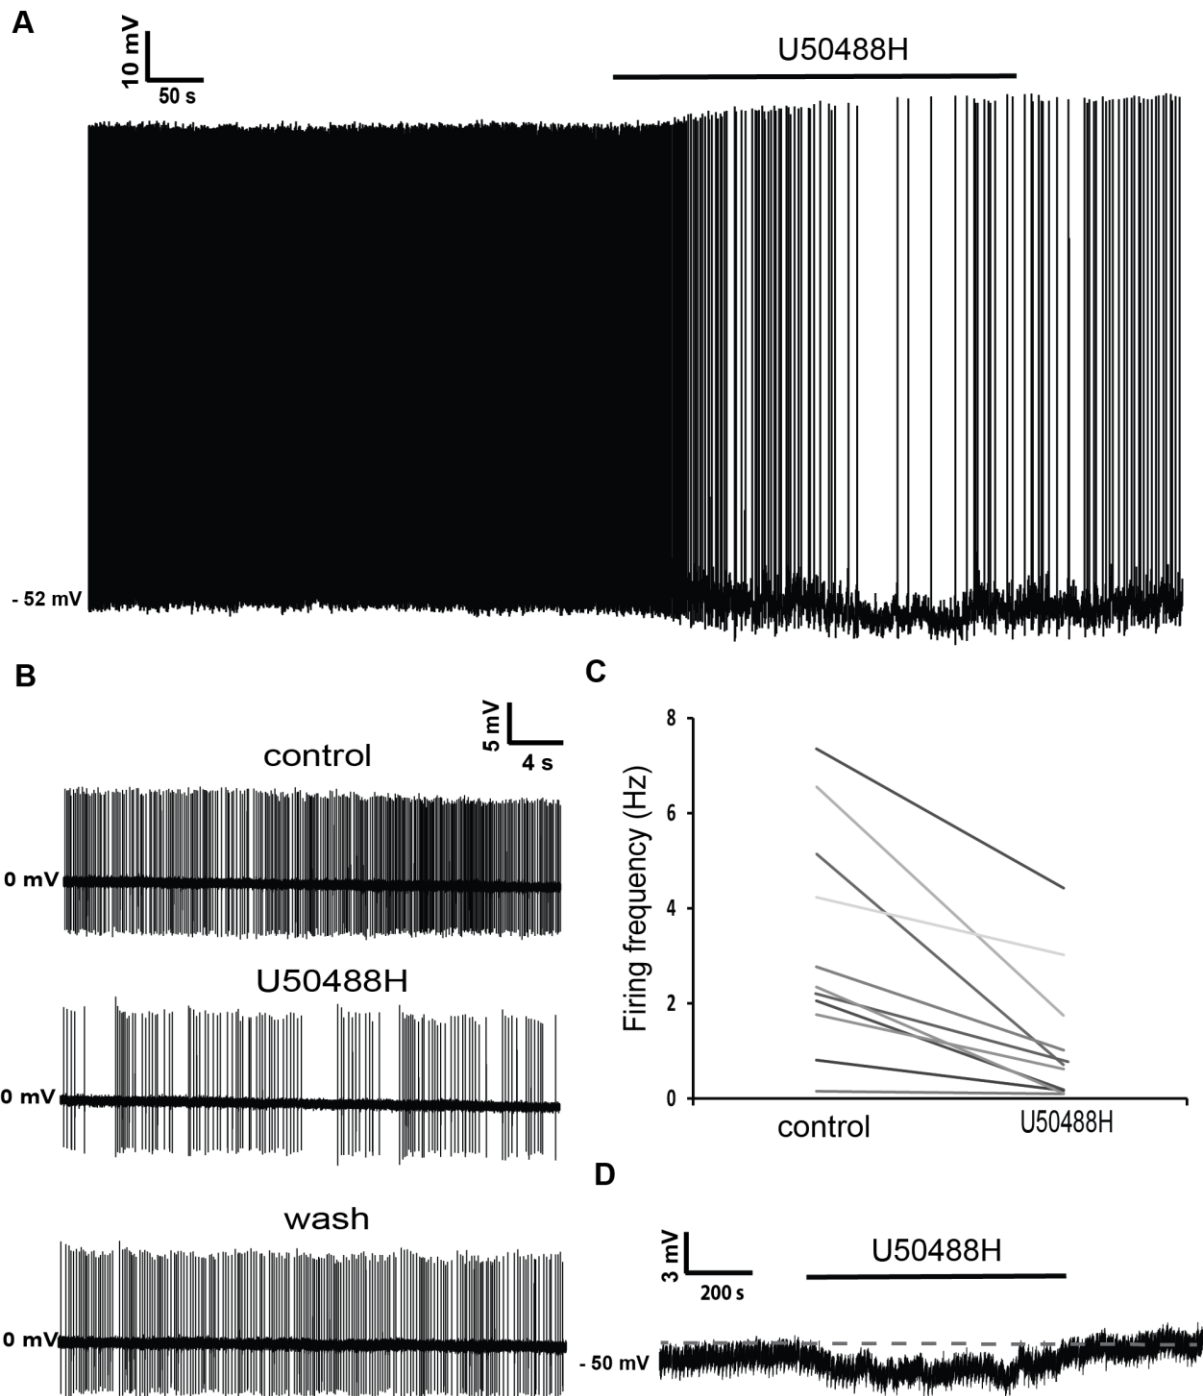 A
10 mV
50 s
U50488H
- 52 mV
B
5 mV
4 s
control
0 mV
U50488H
0 mV
wash
0 mV
C
Firing frequency (Hz)
8
6
4
2
0
control
U50488H
D
3 mV
200 s
U50488H
- 50 mV